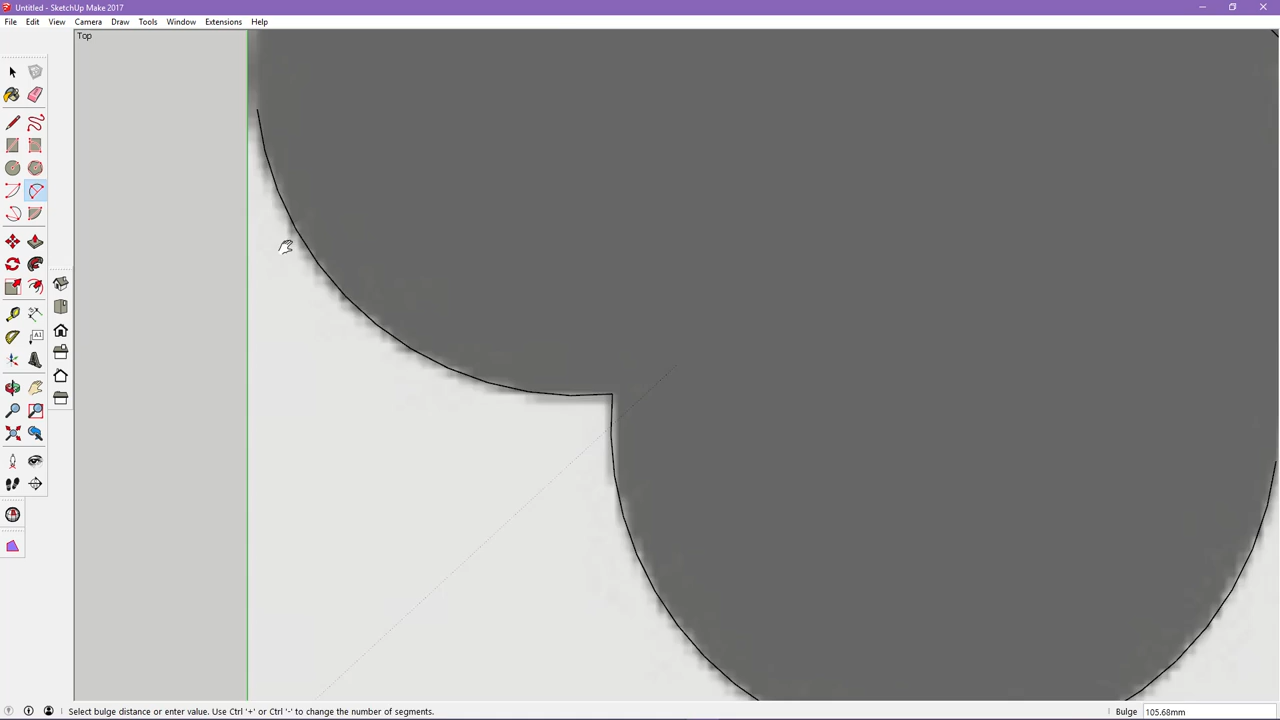 Untitled - SketchUp Make 2017
File Edit View Camera Draw Tools Window Extensions Help
Top
A1
Select bulge distance or enter value. Use Ctrl '+' or Ctrl '-' to change the number of segments.
Bulge 105.68mm